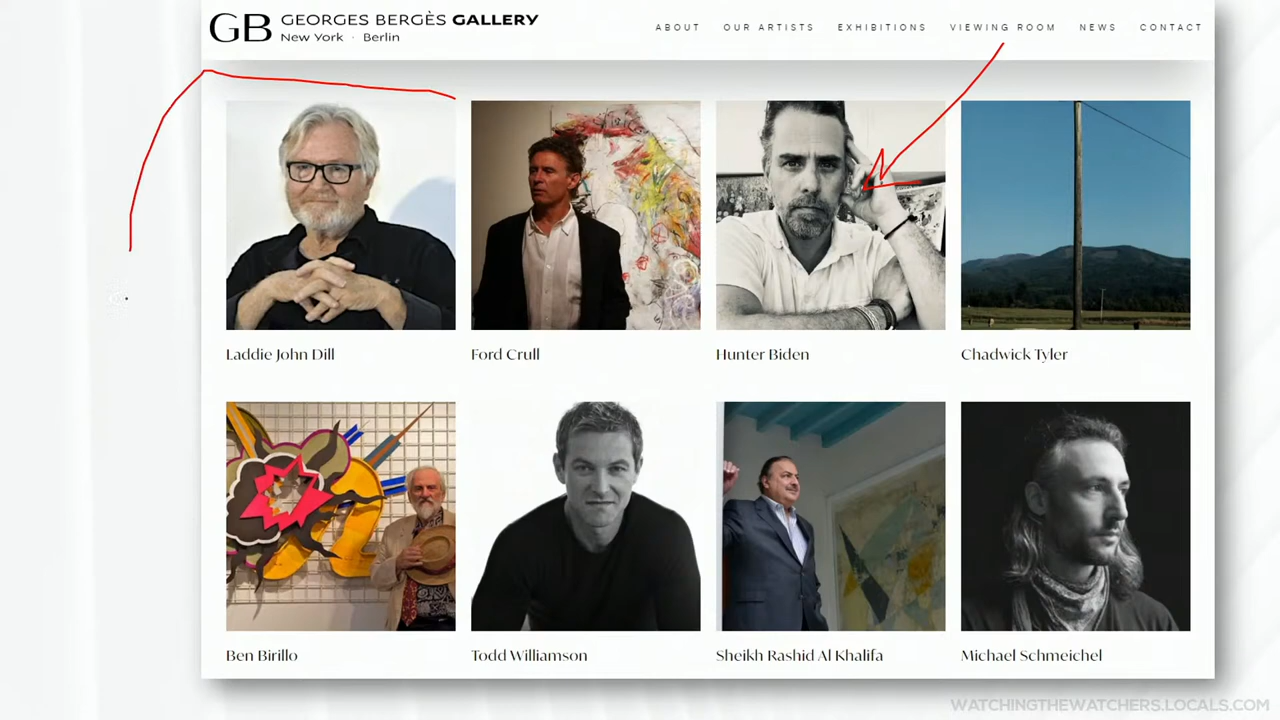 GB GEORGES BERGÈS GALLERY
New York · Berlin
ABOUT OUR ARTISTS EXHIBITIONS VIEWING ROOM NEWS CONTACT
Laddie John Dill
Ford Crull
Hunter Biden
Chadwick Tyler
Ben Birillo
Todd Williamson
Sheikh Rashid Al Khalifa
Michael Schmeichel
WATCHINGTHEWATCHERS.LOCALS.COM